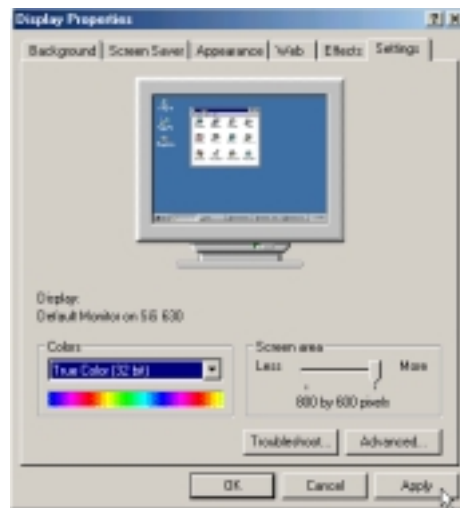 Display Properties
Background Screen Saver Appearance Web Effects Settings
Display:
Default Monitor on SiS 630
Colors
True Color (32 bit)
Screen area
Less More
800 by 600 pixels
Troubleshoot... Advanced...
OK Cancel Apply